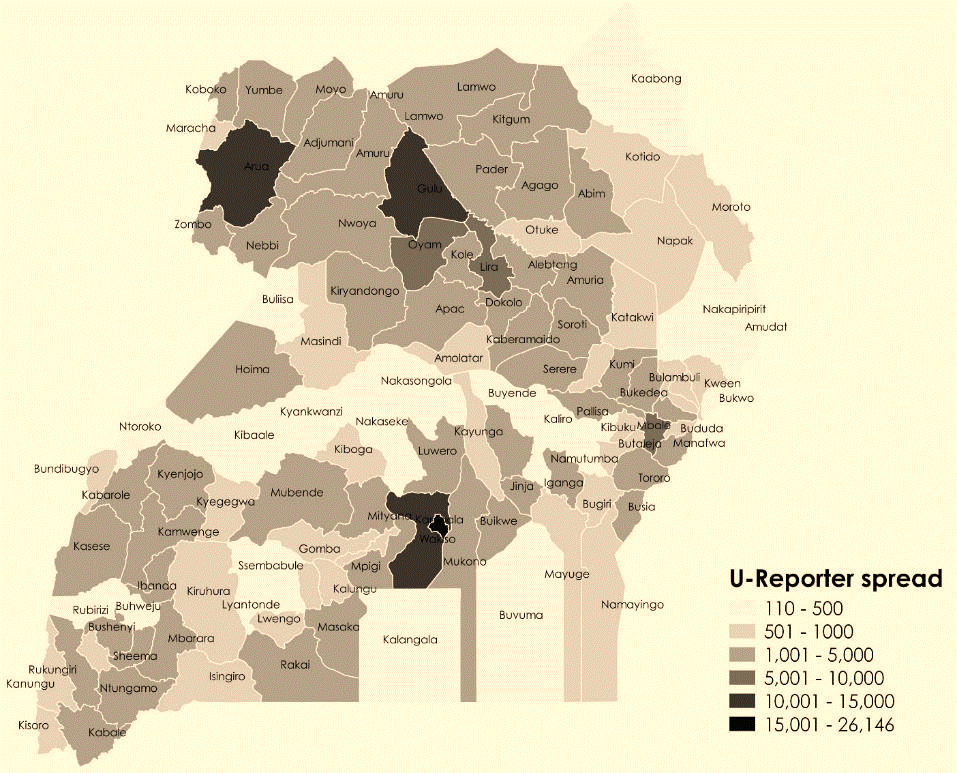 Kaabong
Koboko
Yumbe
Moyo
Amuru
Lamwo
Lamwo
Kitgum
Maracha
Adjumani
Amuru
Kotido
Arua
Pader
Agago
Gulu
Abim
Moroto
Zombo
Nwoya
Otuke
Nebbi
Oyam
Kole
Napak
Lira
Alebtong
Amuria
Buliisa
Kiryandongo
Dokolo
Apac
Nakapiripirit
Katakwi
Soroti
Amudat
Masindi
Kaberamaido
Amolatar
Hoima
Serere
Kumi
Nakasongola
Bulambuli
Kween
Buyende
Bukedea
Bukwo
Kyankwanzi
Pallisa
Ntoroko
Nakaseke
Kaliro
Kibuku
Mbale
Bududa
Kibaale
Kayunga
Butaleja
Manafwa
Kiboga
Luwero
Namutumba
Bundibugyo
Kyenjojo
Tororo
Kabarole
Mubende
Jinja
Iganga
Kyegegwa
Bugiri
Busia
Mityana
Kampala
Buikwe
Kamwenge
Wakiso
Kasese
Gomba
Mukono
Ssembabule
Mpigi
Mayuge
Ibanda
Kiruhura
Kalungu
Rubirizi
Buhweju
Lyantonde
Namayingo
Lwengo
Buvuma
Bushenyi
Masaka
Mbarara
Kalangala
Sheema
Rukungiri
Rakai
Kanungu
Isingiro
Ntungamo
Kisoro
Kabale
U-Reporter spread
110 - 500
501 - 1000
1,001 - 5,000
5,001 - 10,000
10,001 - 15,000
15,001 - 26,146